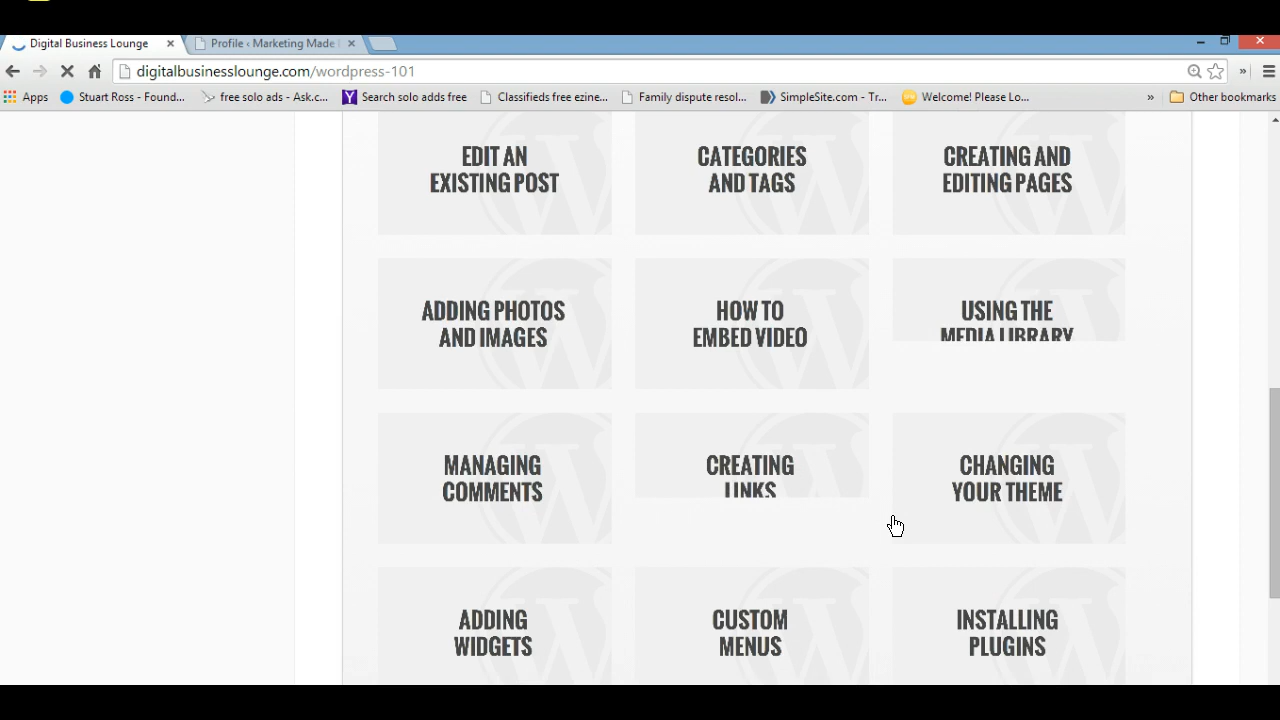 Digital Business Lounge
Profile ‹ Marketing Made
digitalbusinesslounge.com/wordpress-101
Apps
Stuart Ross - Found...
free solo ads - Ask.c...
Search solo adds free
Classifieds free ezine...
Family dispute resol...
SimpleSite.com - Tr...
Welcome! Please Lo...
»
Other bookmarks
EDIT AN
EXISTING POST
CATEGORIES
AND TAGS
CREATING AND
EDITING PAGES
ADDING PHOTOS
AND IMAGES
HOW TO
EMBED VIDEO
USING THE
MEDIA LIBRARY
MANAGING
COMMENTS
CREATING
LINKS
CHANGING
YOUR THEME
ADDING
WIDGETS
CUSTOM
MENUS
INSTALLING
PLUGINS